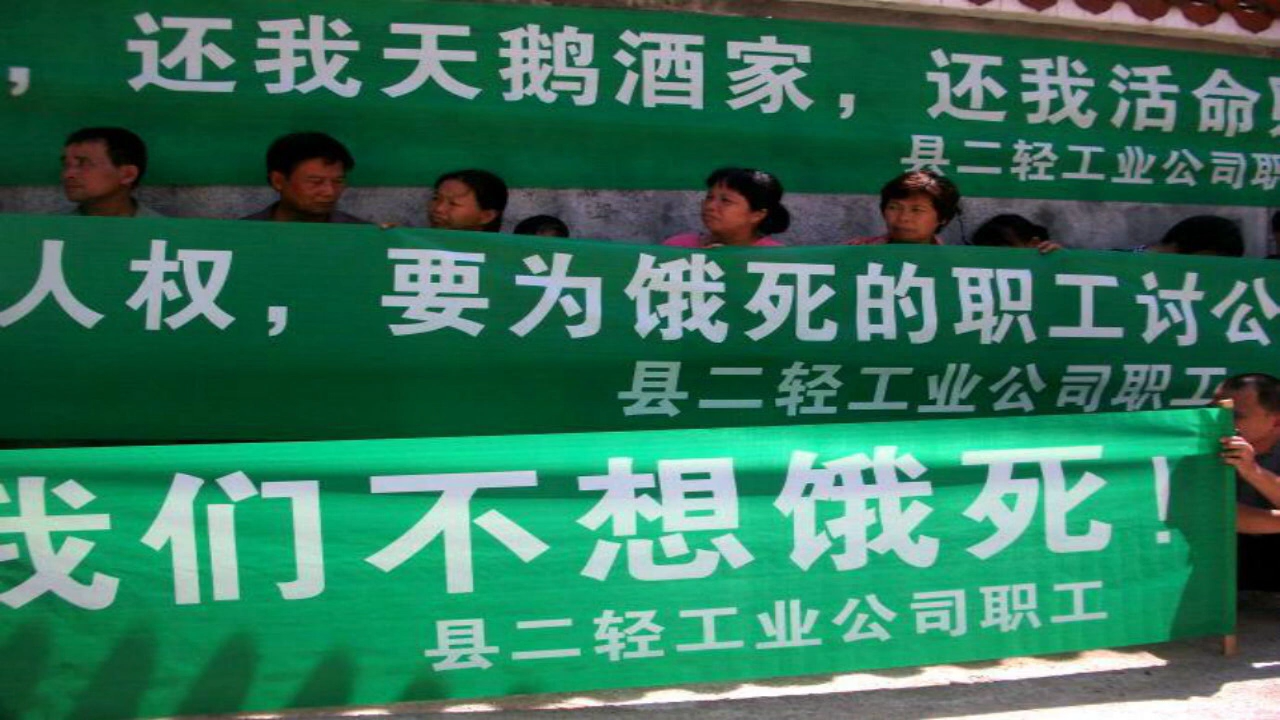 ，还我天鹅酒家，还我活命
县二轻工业公司职
人权，要为饿死的职工讨公
县二轻工业公司职工
我们不想饿死！
县二轻工业公司职工